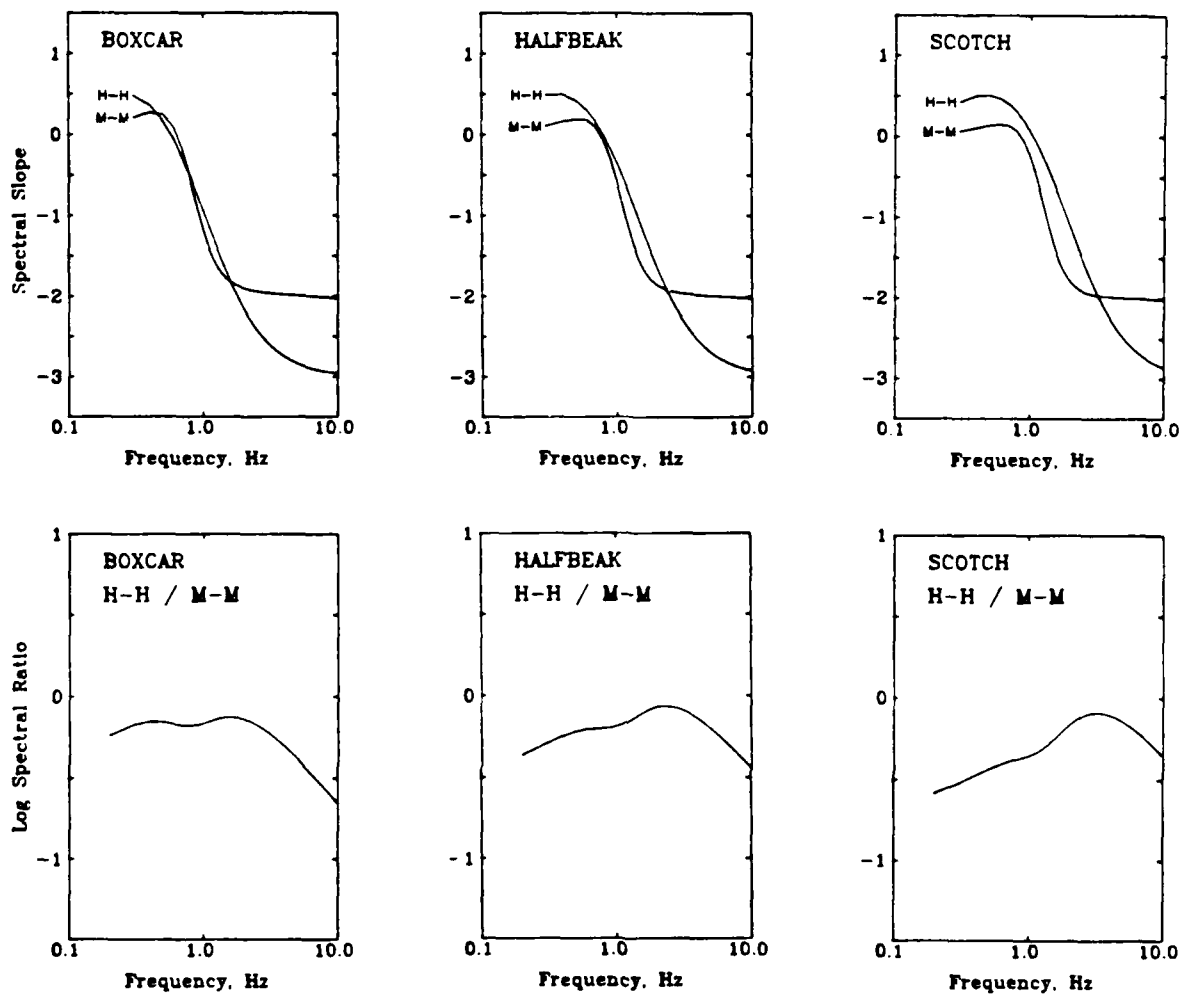 BOXCAR
H-H
M-M
1
0
-1
-2
-3
Spectral Slope
0.1
1.0
10.0
Frequency, Hz
HALFBEAK
H-H
M-M
1
0
-1
-2
-3
0.1
1.0
10.0
Frequency, Hz
SCOTCH
H-H
M-M
1
0
-1
-2
-3
0.1
1.0
10.0
Frequency, Hz
BOXCAR
H-H / M-M
1
0
-1
Log Spectral Ratio
0.1
1.0
10.0
Frequency, Hz
HALFBEAK
H-H / M-M
1
0
-1
0.1
1.0
10.0
Frequency, Hz
SCOTCH
H-H / M-M
1
0
-1
0.1
1.0
10.0
Frequency, Hz